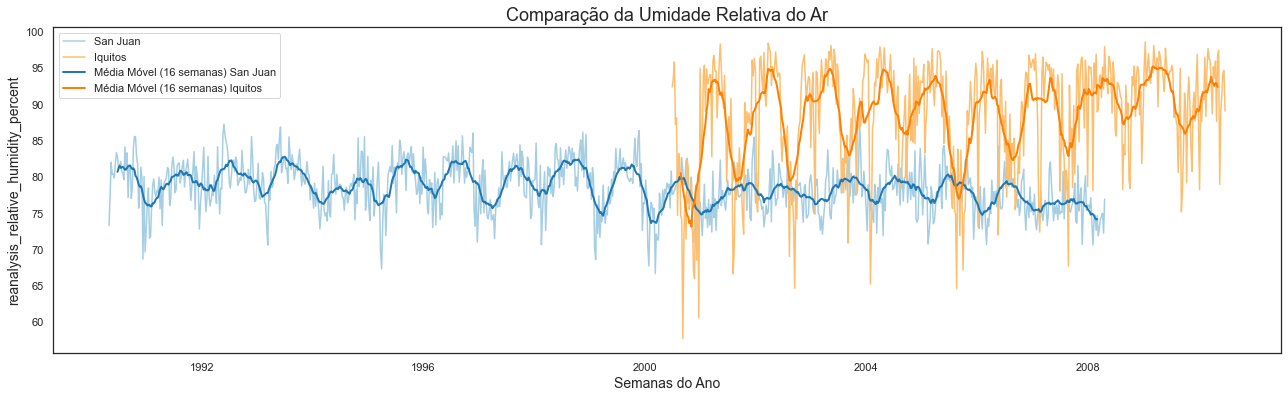 Comparação da Umidade Relativa do Ar
San Juan
Iquitos
Média Móvel (16 semanas) San Juan
Média Móvel (16 semanas) Iquitos
reanalysis_relative_humidity_percent
100
95
90
85
80
75
70
65
60
1992
1996
2000
2004
2008
Semanas do Ano